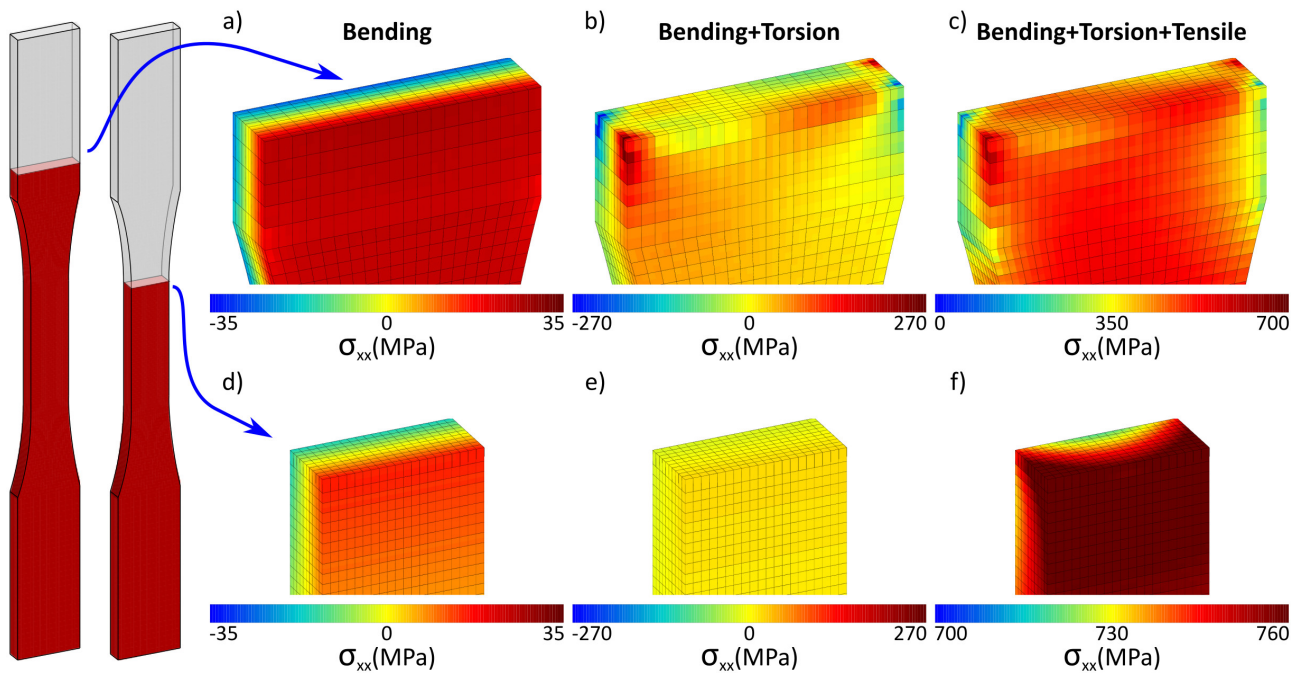 a) Bending
b) Bending+Torsion
c) Bending+Torsion+Tensile
-35 0 35
σxx(MPa)
-270 0 270
σxx(MPa)
0 350 700
σxx(MPa)
d)
e)
f)
-35 0 35
σxx(MPa)
-270 0 270
σxx(MPa)
700 730 760
σxx(MPa)